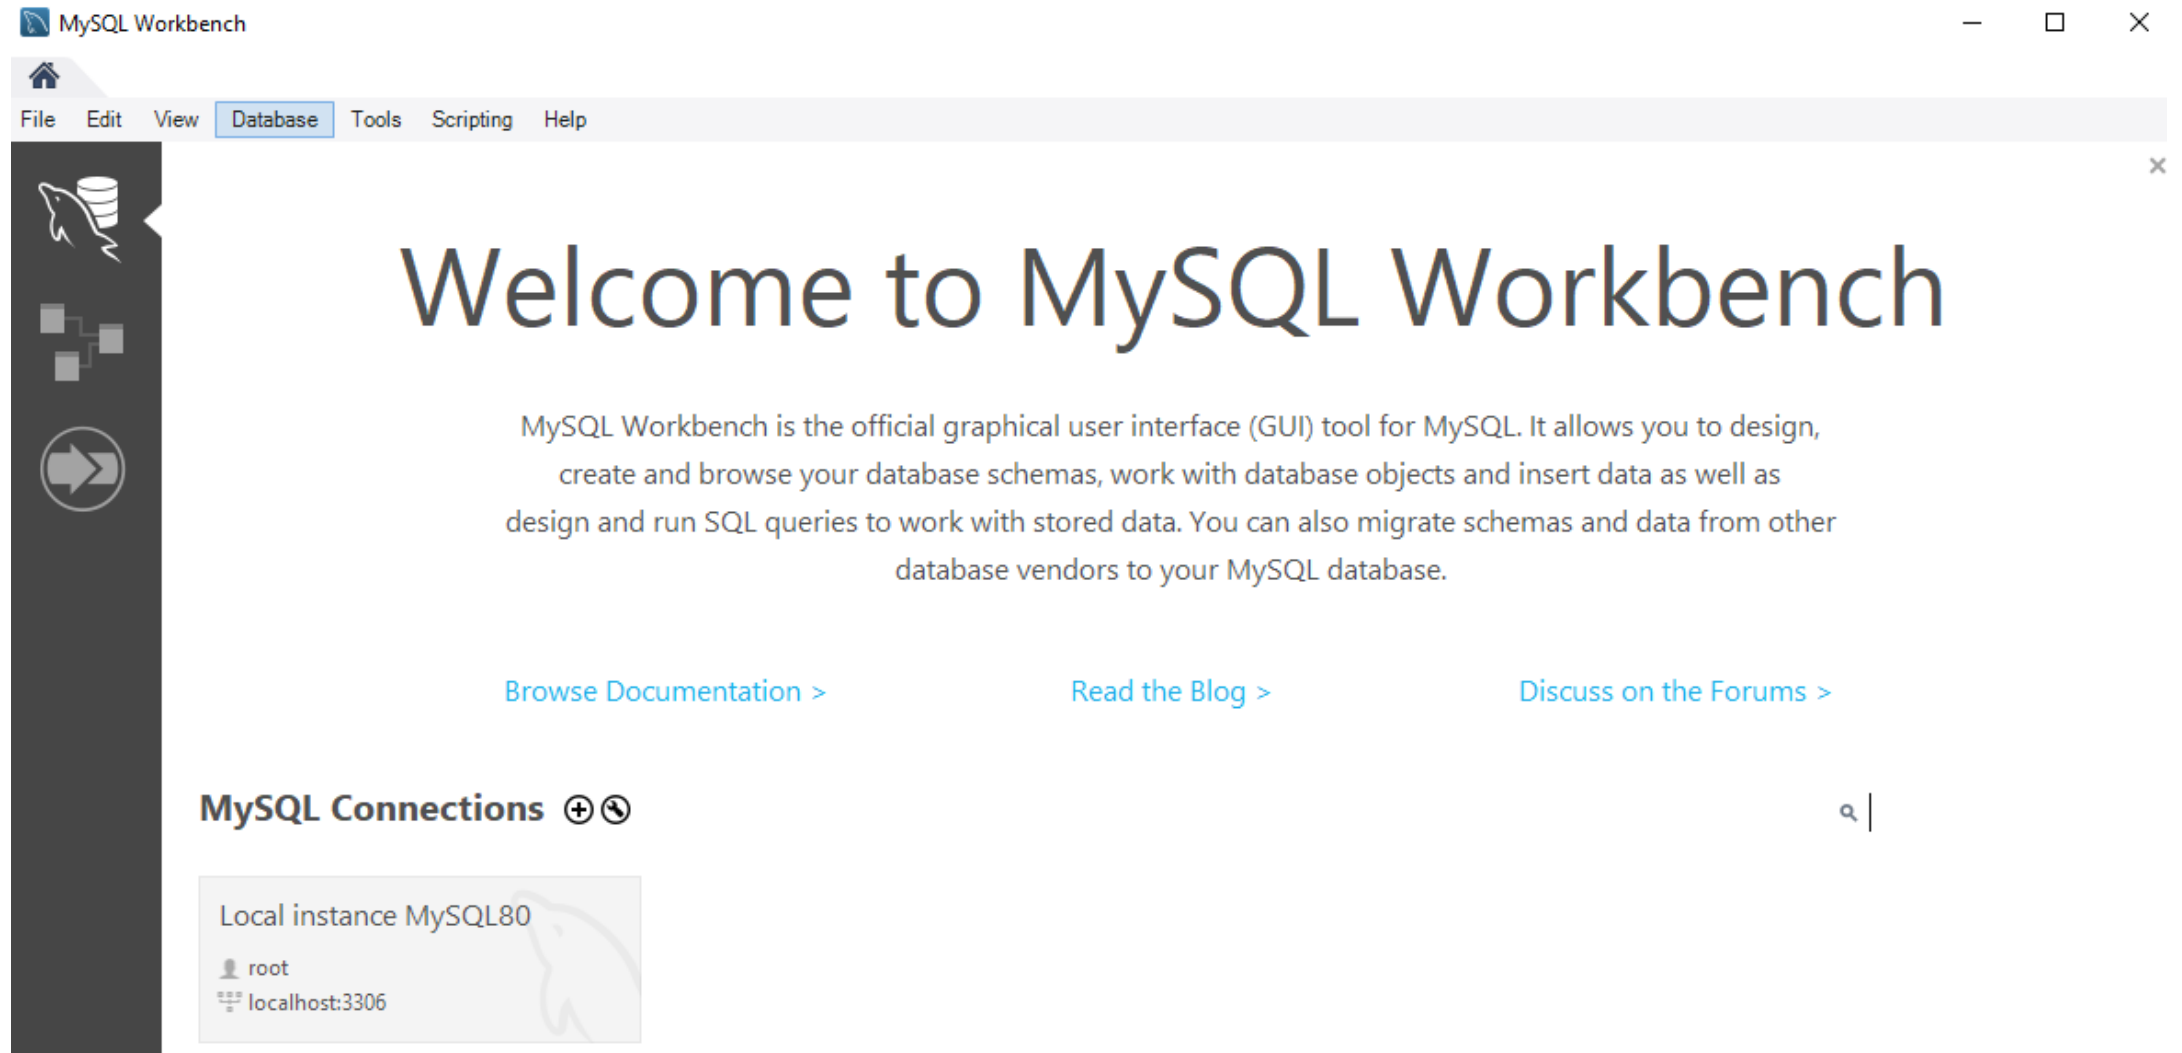 MySQL Workbench
File Edit View Database Tools Scripting Help
Welcome to MySQL Workbench
MySQL Workbench is the official graphical user interface (GUI) tool for MySQL. It allows you to design,
create and browse your database schemas, work with database objects and insert data as well as
design and run SQL queries to work with stored data. You can also migrate schemas and data from other
database vendors to your MySQL database.
Browse Documentation > Read the Blog > Discuss on the Forums >
MySQL Connections
Local instance MySQL80
root
localhost:3306